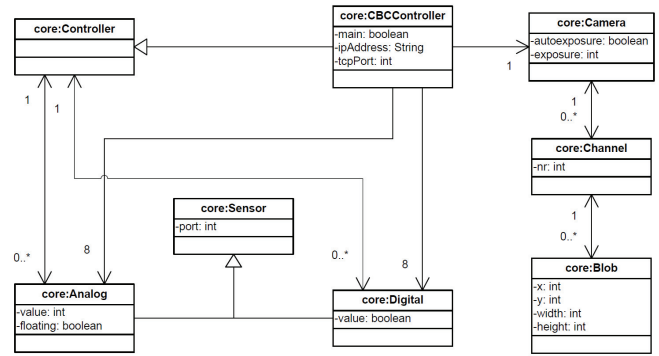 core:Controller
core:CBCController
-main: boolean
-ipAddress: String
-tcpPort: int
core:Camera
-autoexposure: boolean
-exposure: int
1
1
1
1
0..*
core:Channel
-nr: int
core:Sensor
-port: int
1
0..*
0..*
8
0..*
8
core:Analog
-value: int
-floating: boolean
core:Digital
-value: boolean
core:Blob
-x: int
-y: int
-width: int
-height: int